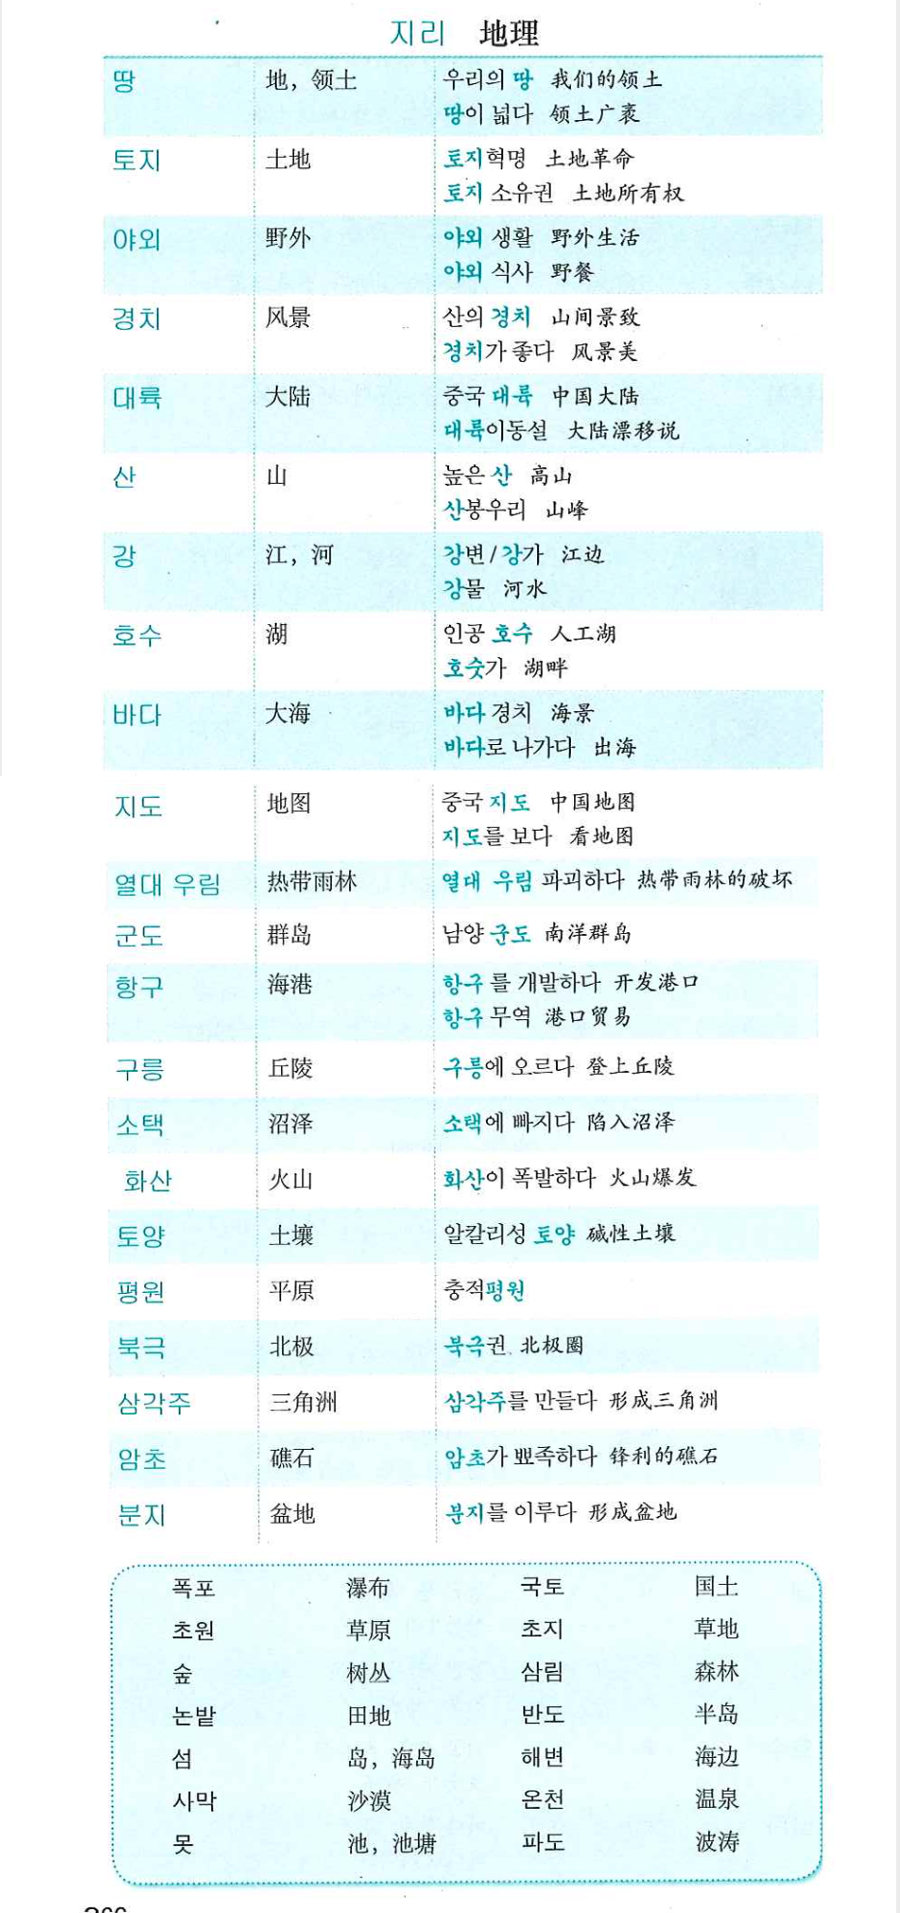 지리 地理
땅 地，领土 우리의 땅 我们的领土
땅이 넓다 领土广袤
토지 土地 토지혁명 土地革命
토지 소유권 土地所有权
야외 野外 야외 생활 野外生活
야외 식사 野餐
경치 风景 산의 경치 山间景致
경치가 좋다 风景美
대륙 大陆 중국 대륙 中国大陆
대륙이동설 大陆漂移说
산 山 높은 산 高山
산봉우리 山峰
강 江，河 강변 / 강가 江边
강물 河水
호수 湖 인공 호수 人工湖
호숫가 湖畔
바다 大海 바다 경치 海景
바다로 나가다 出海
지도 地图 중국 지도 中国地图
지도를 보다 看地图
열대 우림 热带雨林 열대 우림 파괴하다 热带雨林的破坏
군도 群岛 남양 군도 南洋群岛
항구 海港 항구 를 개발하다 开发港口
항구 무역 港口贸易
구릉 丘陵 구릉에 오르다 登上丘陵
소택 沼泽 소택에 빠지다 陷入沼泽
화산 火山 화산이 폭발하다 火山爆发
토양 土壤 알칼리성 토양 碱性土壤
평원 平原 충적평원
북극 北极 북극권 北极圈
삼각주 三角洲 삼각주를 만들다 形成三角洲
암초 礁石 암초가 뾰족하다 锋利的礁石
분지 盆地 분지를 이루다 形成盆地
폭포 瀑布 국토 国土
초원 草原 초지 草地
숲 树丛 삼림 森林
논밭 田地 반도 半岛
섬 岛，海岛 해변 海边
사막 沙漠 온천 温泉
못 池，池塘 파도 波涛